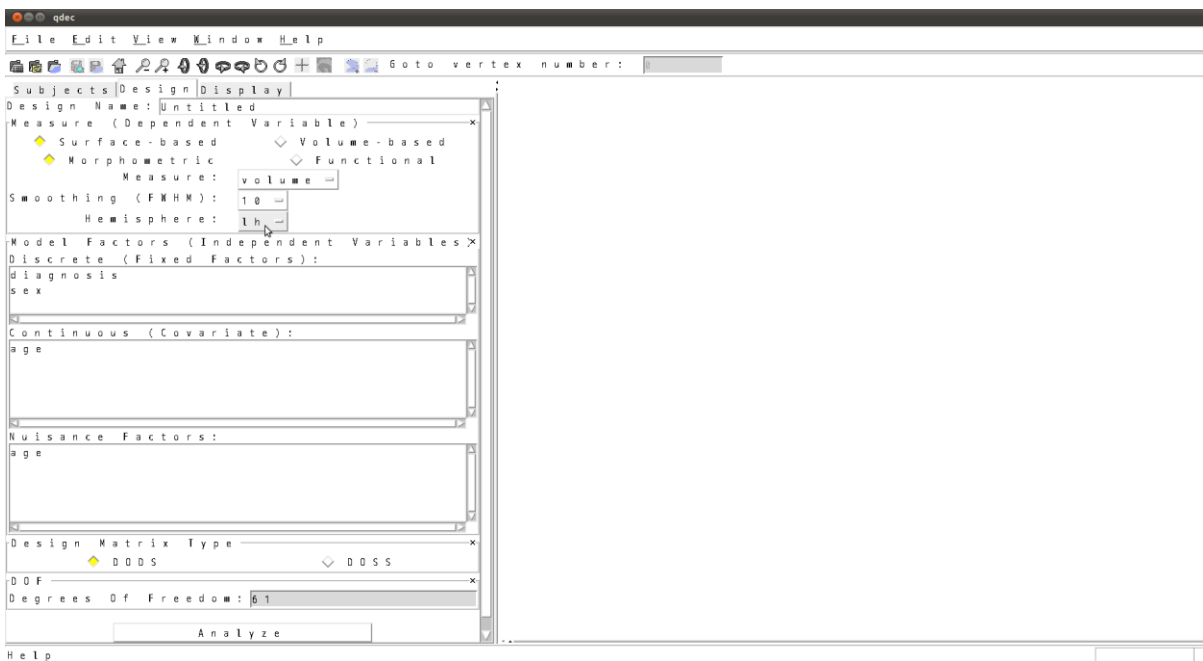 qdec
File Edit View Window Help
Goto vertex number: 0
Subjects Design Display
Design Name: Untitled
Measure (Dependent Variable)
Surface-based Volume-based
Morphometric Functional
Measure: volume
Smoothing (FWHM): 10
Hemisphere: lh
Model Factors (Independent Variables)
Discrete (Fixed Factors):
diagnosis
sex
Continuous (Covariate):
age
Nuisance Factors:
age
Design Matrix Type
DODS DOSS
DOF
Degrees Of Freedom: 61
Analyze
Help